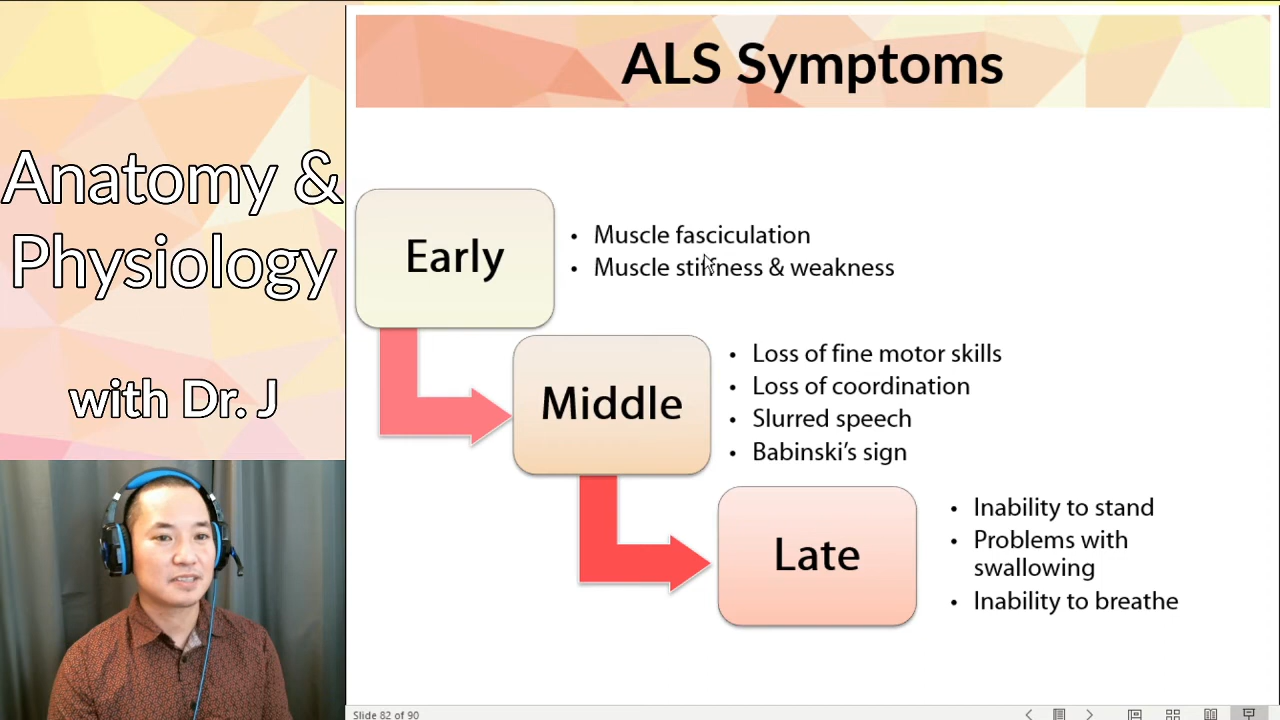 Anatomy &
Physiology
with Dr. J
ALS Symptoms
Early
• Muscle fasciculation
• Muscle stiffness & weakness
Middle
• Loss of fine motor skills
• Loss of coordination
• Slurred speech
• Babinski’s sign
Late
• Inability to stand
• Problems with
swallowing
• Inability to breathe
Slide 82 of 90